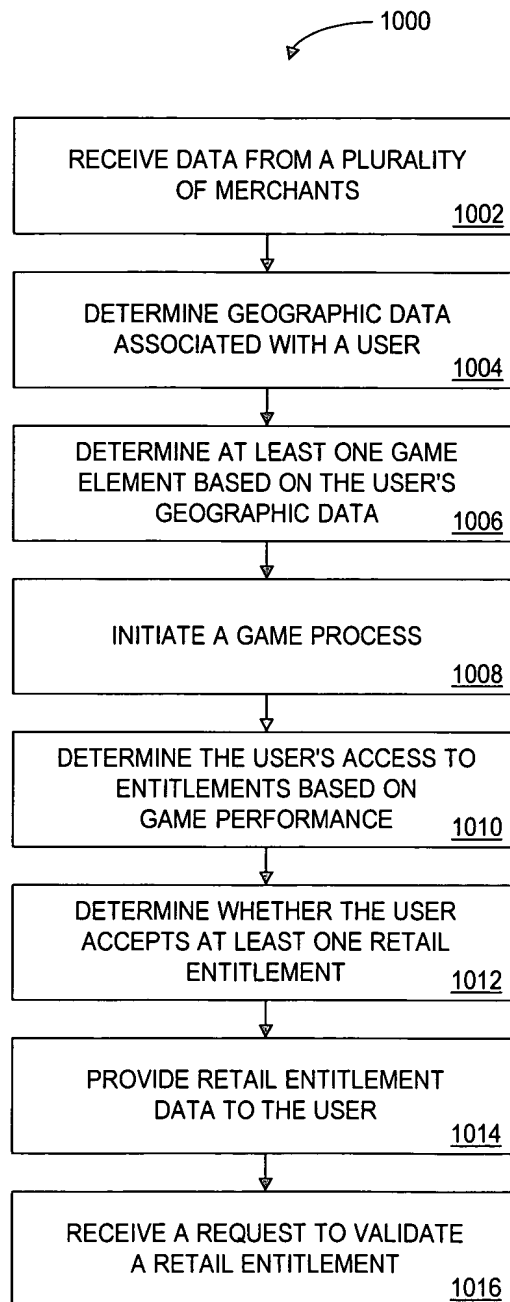 1000
RECEIVE DATA FROM A PLURALITY
OF MERCHANTS
1002
DETERMINE GEOGRAPHIC DATA
ASSOCIATED WITH A USER
1004
DETERMINE AT LEAST ONE GAME
ELEMENT BASED ON THE USER'S
GEOGRAPHIC DATA
1006
INITIATE A GAME PROCESS
1008
DETERMINE THE USER'S ACCESS TO
ENTITLEMENTS BASED ON
GAME PERFORMANCE
1010
DETERMINE WHETHER THE USER
ACCEPTS AT LEAST ONE RETAIL
ENTITLEMENT
1012
PROVIDE RETAIL ENTITLEMENT
DATA TO THE USER
1014
RECEIVE A REQUEST TO VALIDATE
A RETAIL ENTITLEMENT
1016